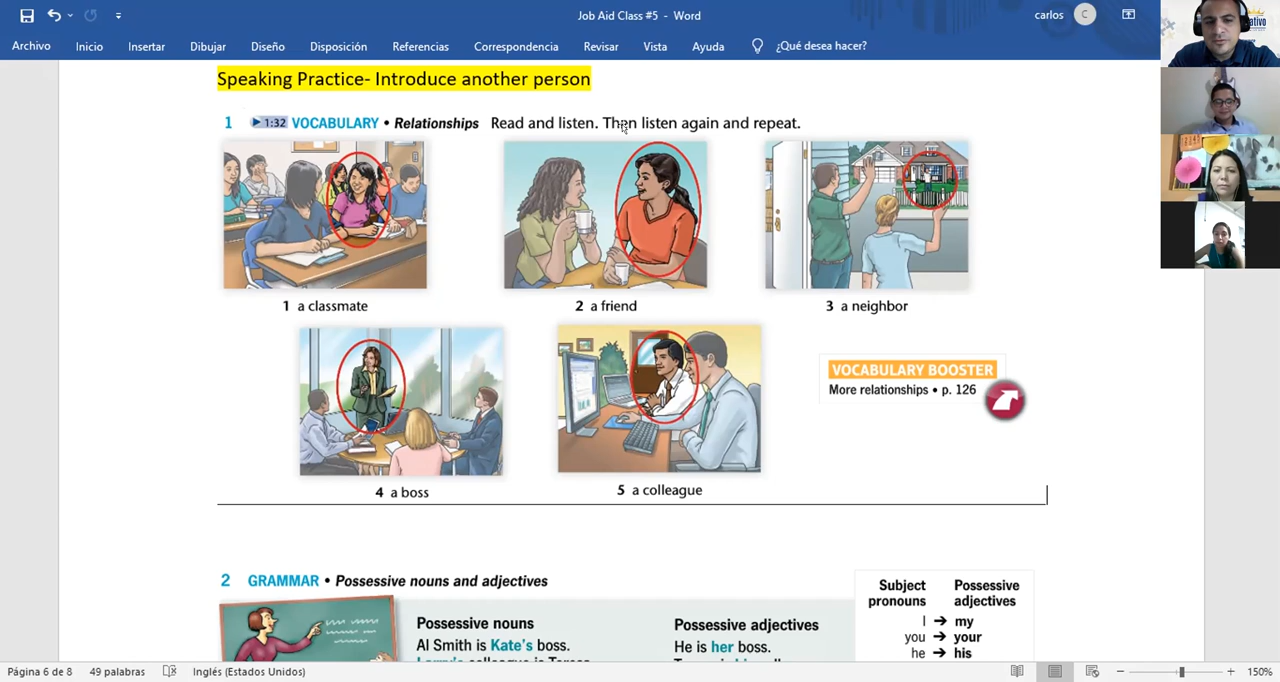 Job Aid Class #5 - Word
carlos
C
Archivo
Inicio
Insertar
Dibujar
Diseño
Disposición
Referencias
Correspondencia
Revisar
Vista
Ayuda
¿Qué desea hacer?
Speaking Practice- Introduce another person
1 1:32 VOCABULARY • Relationships Read and listen. Then listen again and repeat.
1 a classmate
2 a friend
3 a neighbor
4 a boss
5 a colleague
VOCABULARY BOOSTER
More relationships • p. 126
2 GRAMMAR • Possessive nouns and adjectives
Possessive nouns
Al Smith is Kate's boss.
Possessive adjectives
He is her boss.
Subject pronouns
Possessive adjectives
I → my
you → your
he → his
Página 6 de 8
49 palabras
Inglés (Estados Unidos)
150%